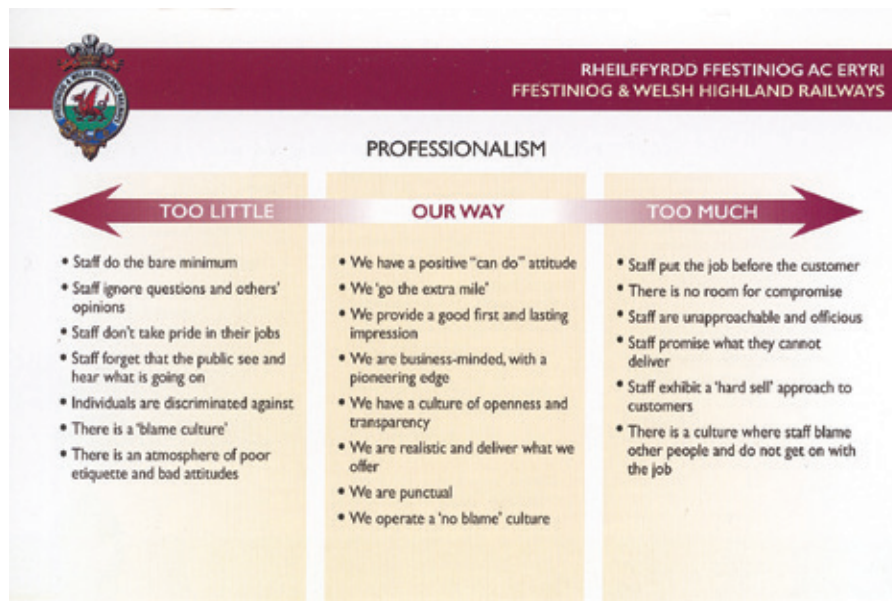 RHEILFFYRDD FFESTINIOG AC ERYRI
FFESTINIOG & WELSH HIGHLAND RAILWAYS
PROFESSIONALISM
TOO LITTLE
• Staff do the bare minimum
• Staff ignore questions and others'
opinions
• Staff don't take pride in their jobs
• Staff forget that the public see and
hear what is going on
• Individuals are discriminated against
• There is a 'blame culture'
• There is an atmosphere of poor
etiquette and bad attitudes
OUR WAY
• We have a positive "can do" attitude
• We 'go the extra mile'
• We provide a good first and lasting
impression
• We are business-minded, with a
pioneering edge
• We have a culture of openness and
transparency
• We are realistic and deliver what we
offer
• We are punctual
• We operate a 'no blame' culture
TOO MUCH
• Staff put the job before the customer
• There is no room for compromise
• Staff are unapproachable and officious
• Staff promise what they cannot
deliver
• Staff exhibit a 'hard sell' approach to
customers
• There is a culture where staff blame
other people and do not get on with
the job